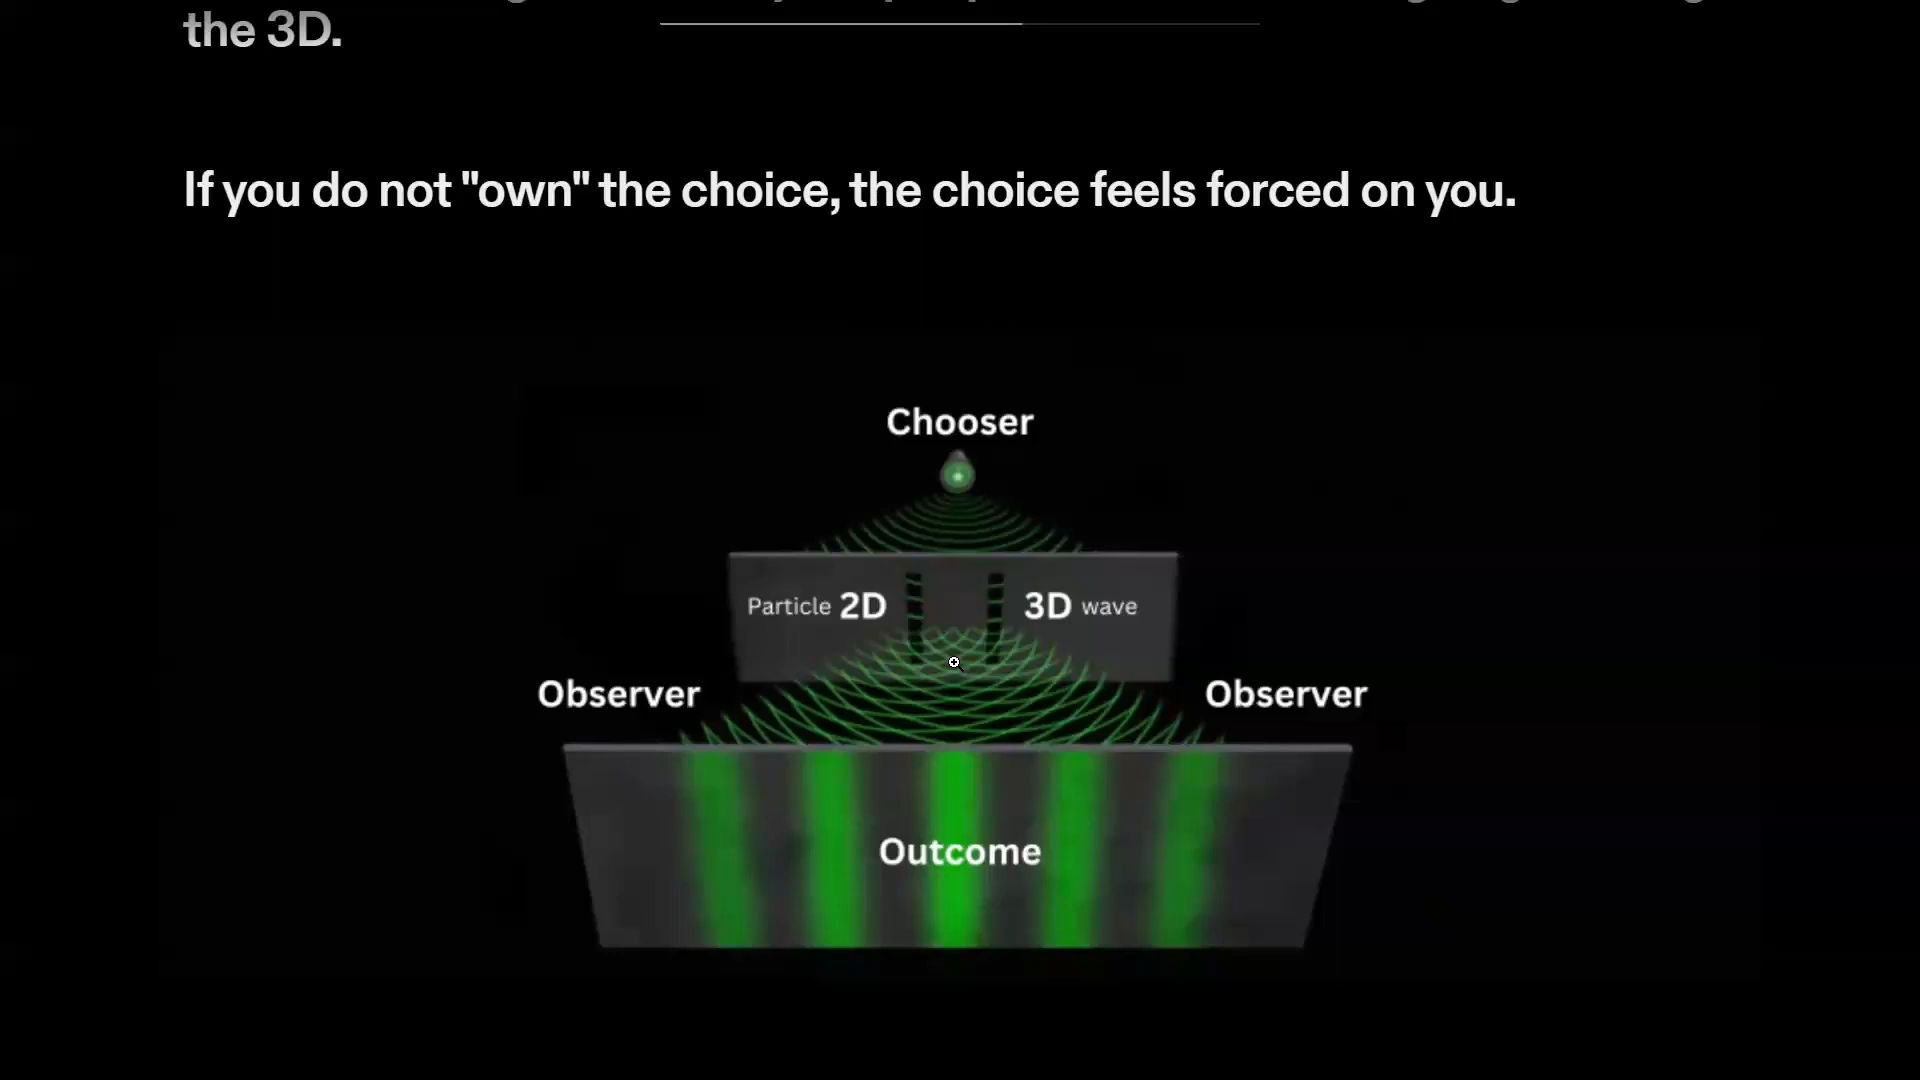 the 3D.
If you do not "own" the choice, the choice feels forced on you.
Chooser
Particle 2D 3D wave
Observer Observer
Outcome